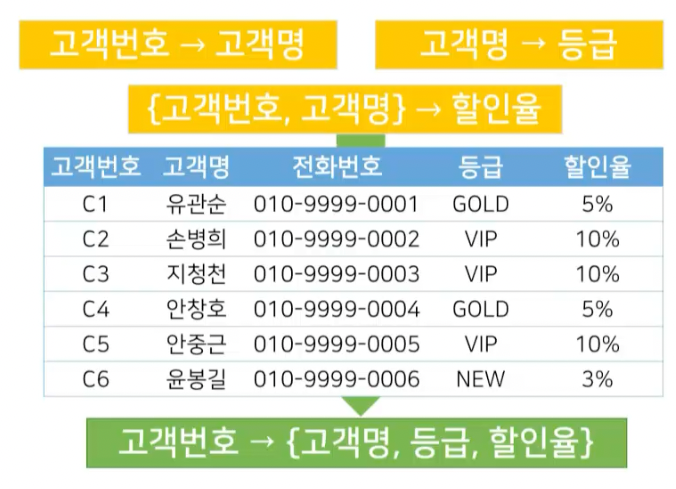 고객번호 → 고객명
고객명 → 등급
{고객번호, 고객명} → 할인율
고객번호 고객명 전화번호 등급 할인율
C1 유관순 010-9999-0001 GOLD 5%
C2 손병희 010-9999-0002 VIP 10%
C3 지청천 010-9999-0003 VIP 10%
C4 안창호 010-9999-0004 GOLD 5%
C5 안중근 010-9999-0005 VIP 10%
C6 윤봉길 010-9999-0006 NEW 3%
고객번호 → {고객명, 등급, 할인율}